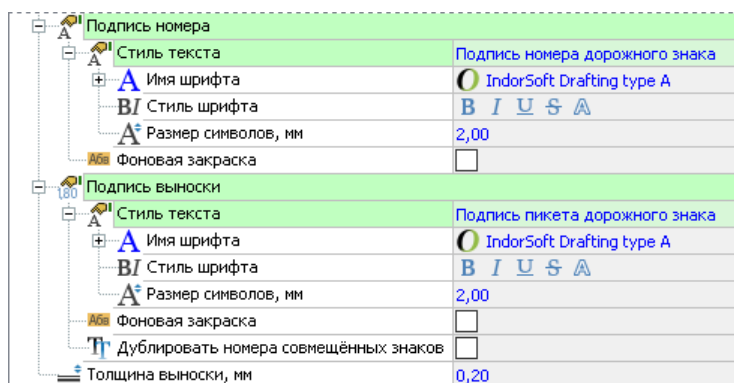 Подпись номера
Стиль текста Подпись номера дорожного знака
Имя шрифта IndorSoft Drafting type A
Стиль шрифта B I U S A
Размер символов, мм 2,00
Фоновая закраска
Подпись выноски
Стиль текста Подпись пикета дорожного знака
Имя шрифта IndorSoft Drafting type A
Стиль шрифта B I U S A
Размер символов, мм 2,00
Фоновая закраска
Дублировать номера совмещённых знаков
Толщина выноски, мм 0,20